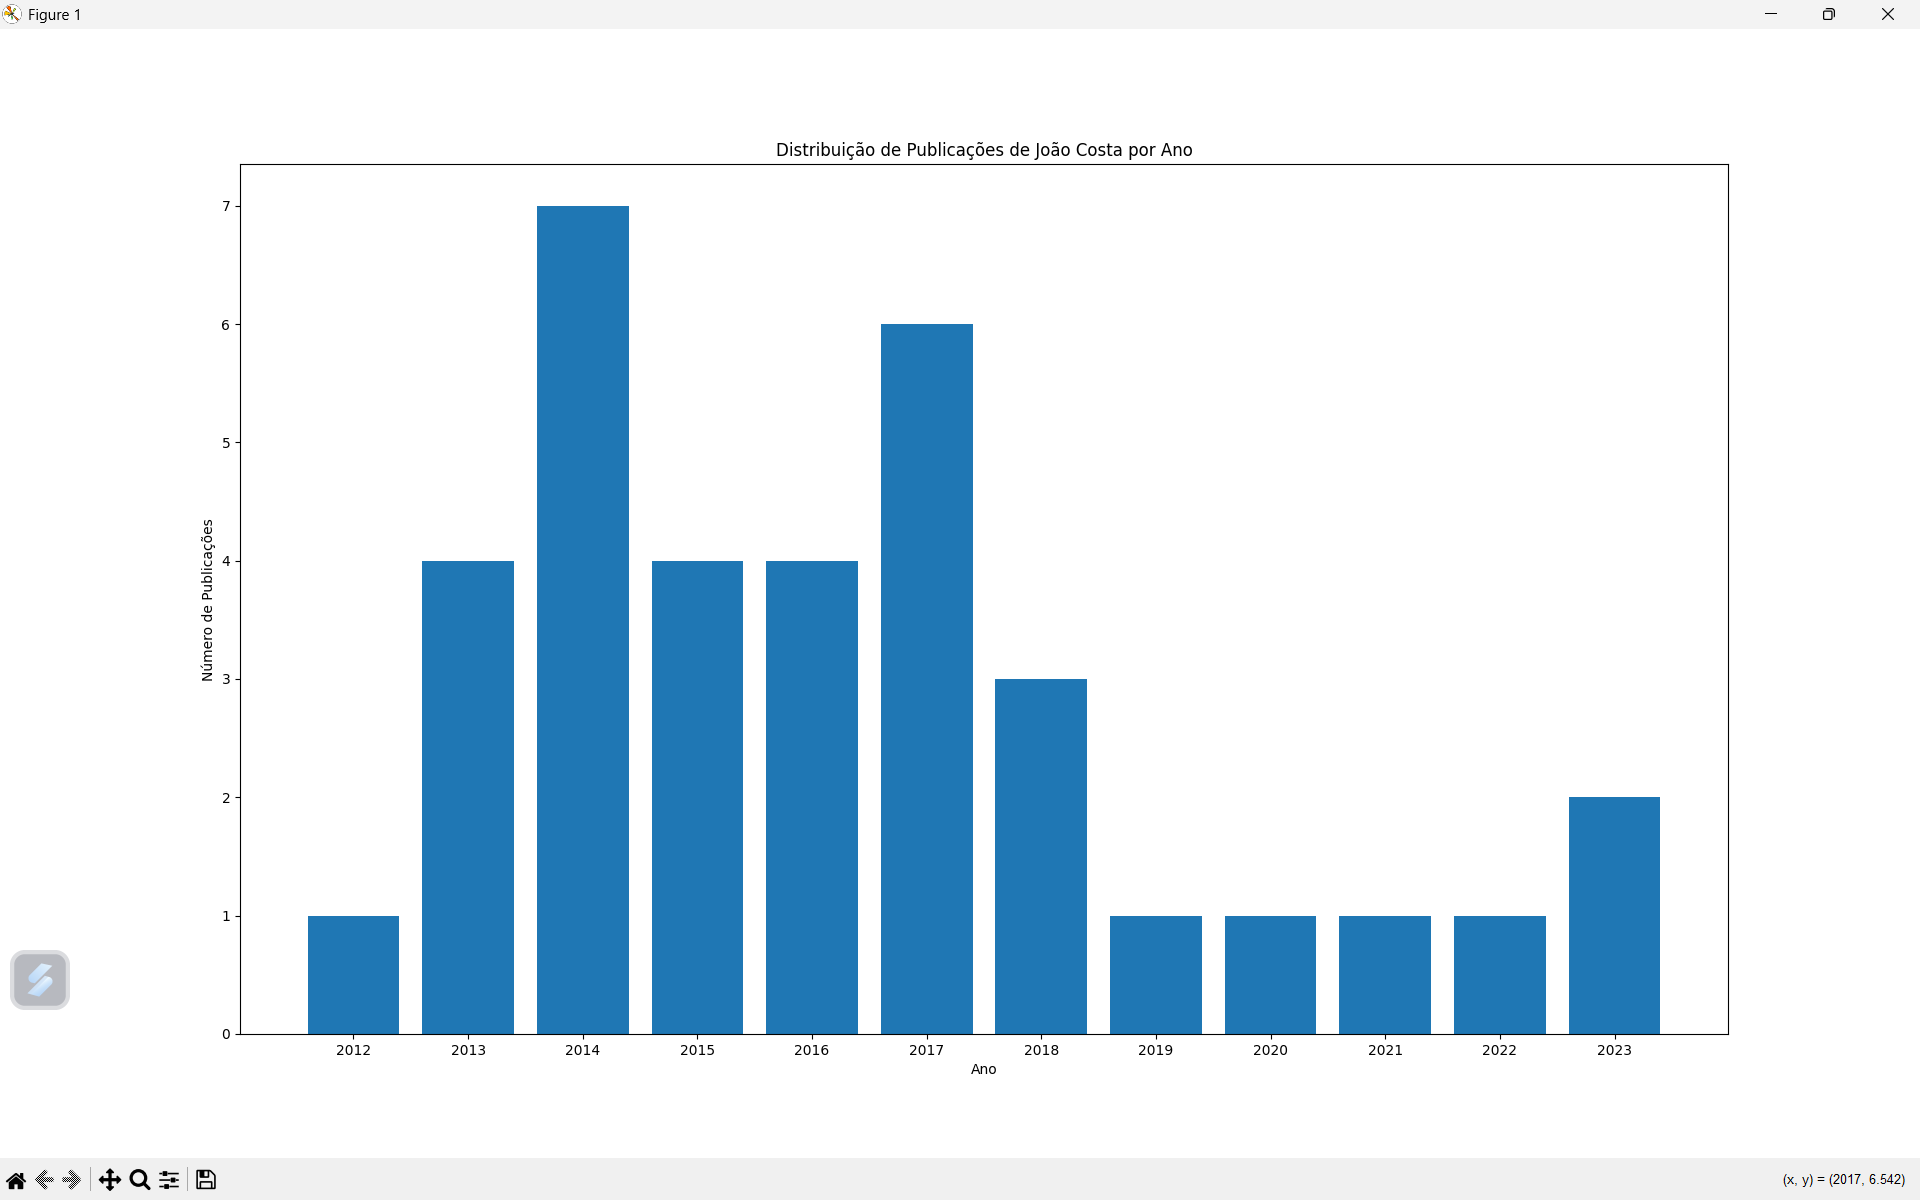 Figure 1
Distribuição de Publicações de João Costa por Ano
Número de Publicações
7
6
5
4
3
2
1
0
2012 2013 2014 2015 2016 2017 2018 2019 2020 2021 2022 2023
Ano
(x, y) = (2017, 6.542)